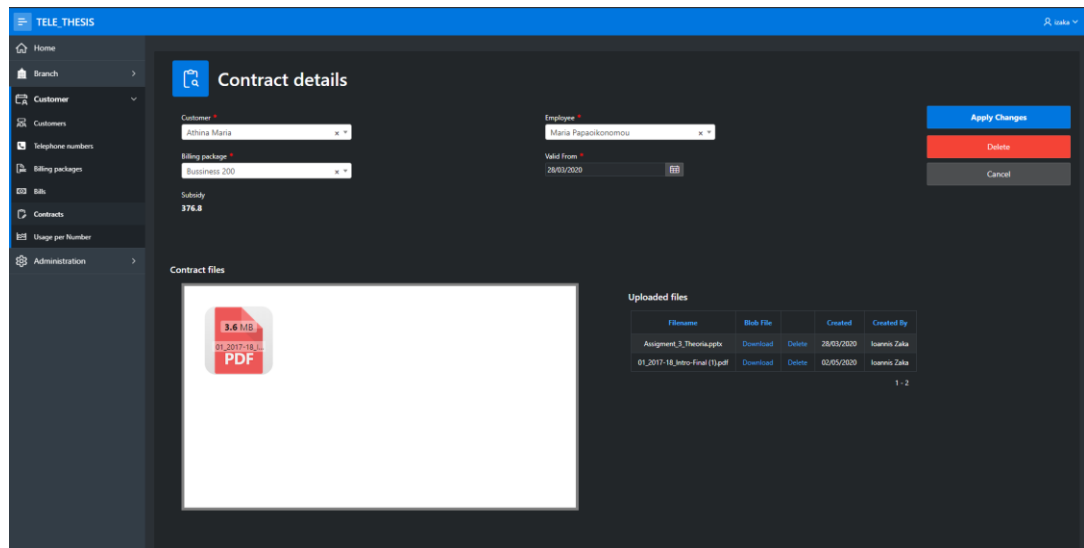 TELE_THESIS
izaka
Home
Branch
Customer
Customers
Telephone numbers
Billing packages
Bills
Contracts
Usage per Number
Administration
Contract details
Customer *
Athina Maria
Billing package *
Bussiness 200
Subsidy
376.8
Employee *
Maria Papaoikonomou
Valid From *
28/03/2020
Apply Changes
Delete
Cancel
Contract files
3.6 MB
01_2017-18_I...
PDF
Uploaded files
Filename Blob File Created Created By
Assigment_3_Theoria.pptx Download Delete 28/03/2020 Ioannis Zaka
01_2017-18_Intro-Final (1).pdf Download Delete 02/05/2020 Ioannis Zaka
1 - 2